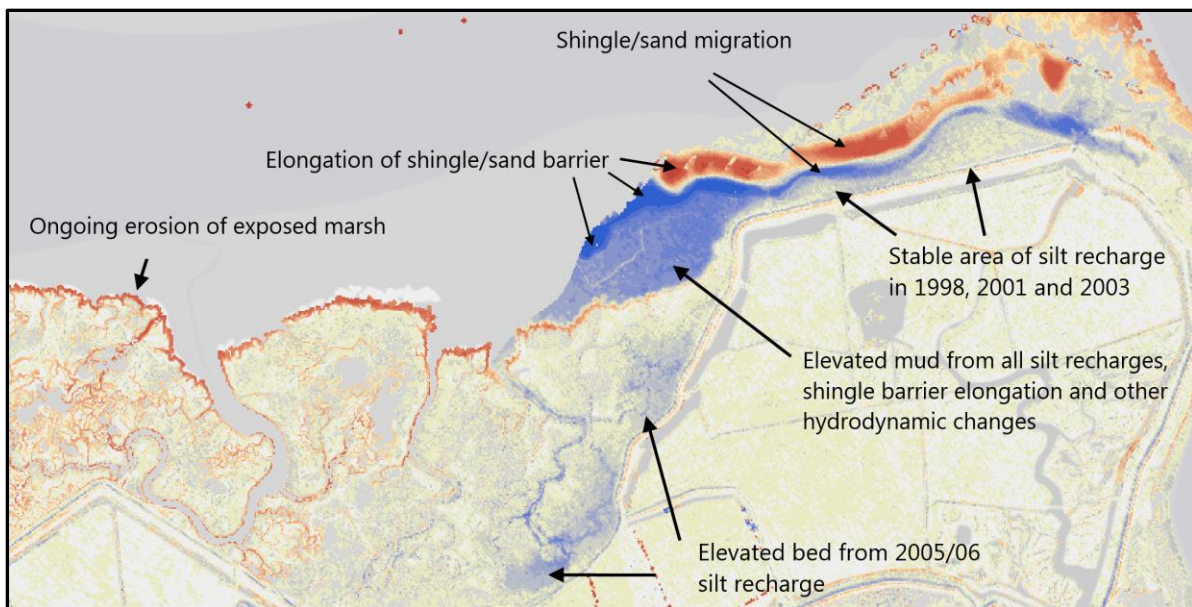 Shingle/sand migration
Elongation of shingle/sand barrier
Ongoing erosion of exposed marsh
Stable area of silt recharge
in 1998, 2001 and 2003
Elevated mud from all silt recharges,
shingle barrier elongation and other
hydrodynamic changes
Elevated bed from 2005/06
silt recharge